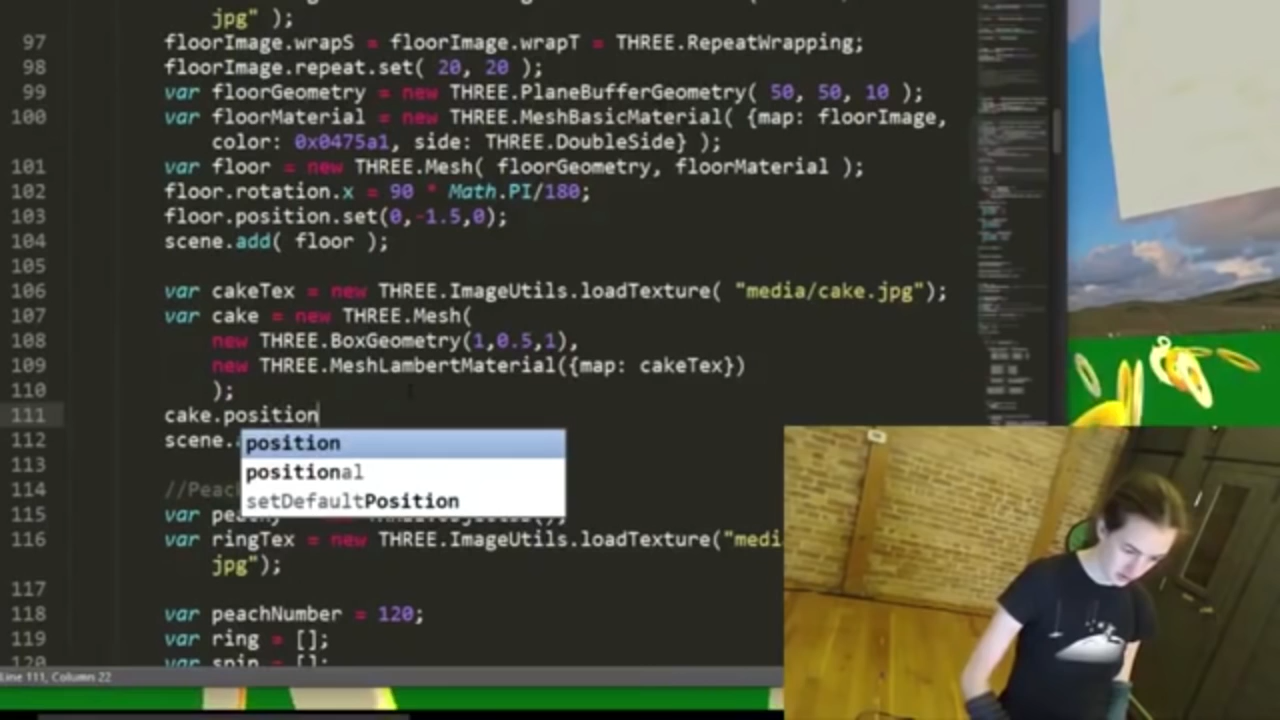 jpg" );
97 floorImage.wrapS = floorImage.wrapT = THREE.RepeatWrapping;
98 floorImage.repeat.set( 20, 20 );
99 var floorGeometry = new THREE.PlaneBufferGeometry( 50, 50, 10 );
100 var floorMaterial = new THREE.MeshBasicMaterial( {map: floorImage,
color: 0x0475a1, side: THREE.DoubleSide} );
101 var floor = new THREE.Mesh( floorGeometry, floorMaterial );
102 floor.rotation.x = 90 * Math.PI/180;
103 floor.position.set(0,-1.5,0);
104 scene.add( floor );
105
106 var cakeTex = new THREE.ImageUtils.loadTexture( "media/cake.jpg");
107 var cake = new THREE.Mesh(
108 new THREE.BoxGeometry(1,0.5,1),
109 new THREE.MeshLambertMaterial({map: cakeTex})
110 );
111 cake.position
position
112 scene.
positional
113
setDefaultPosition
114 //Peac
115 var pe
116 var ringTex = new THREE.ImageUtils.loadTexture("medi
jpg");
117
118 var peachNumber = 120;
119 var ring = [];
120 var spin = [];
Line 111, Column 22